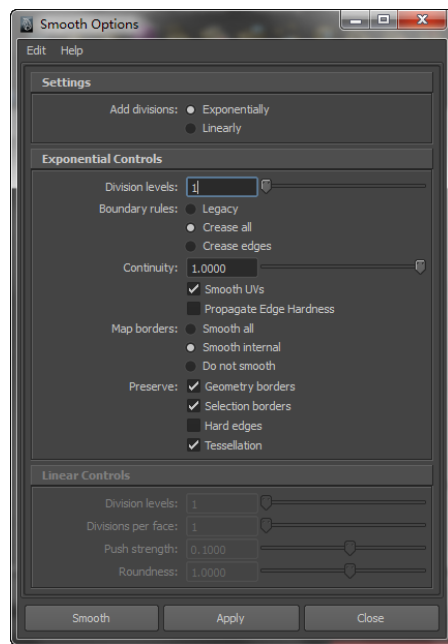 Smooth Options
Edit Help
Settings
Add divisions: Exponentially
Linearly
Exponential Controls
Division levels: 1
Boundary rules: Legacy
Crease all
Crease edges
Continuity: 1.0000
Smooth UVs
Propagate Edge Hardness
Map borders: Smooth all
Smooth internal
Do not smooth
Preserve: Geometry borders
Selection borders
Hard edges
Tessellation
Linear Controls
Division levels: 1
Divisions per face: 1
Push strength: 0.1000
Roundness: 1.0000
Smooth Apply Close